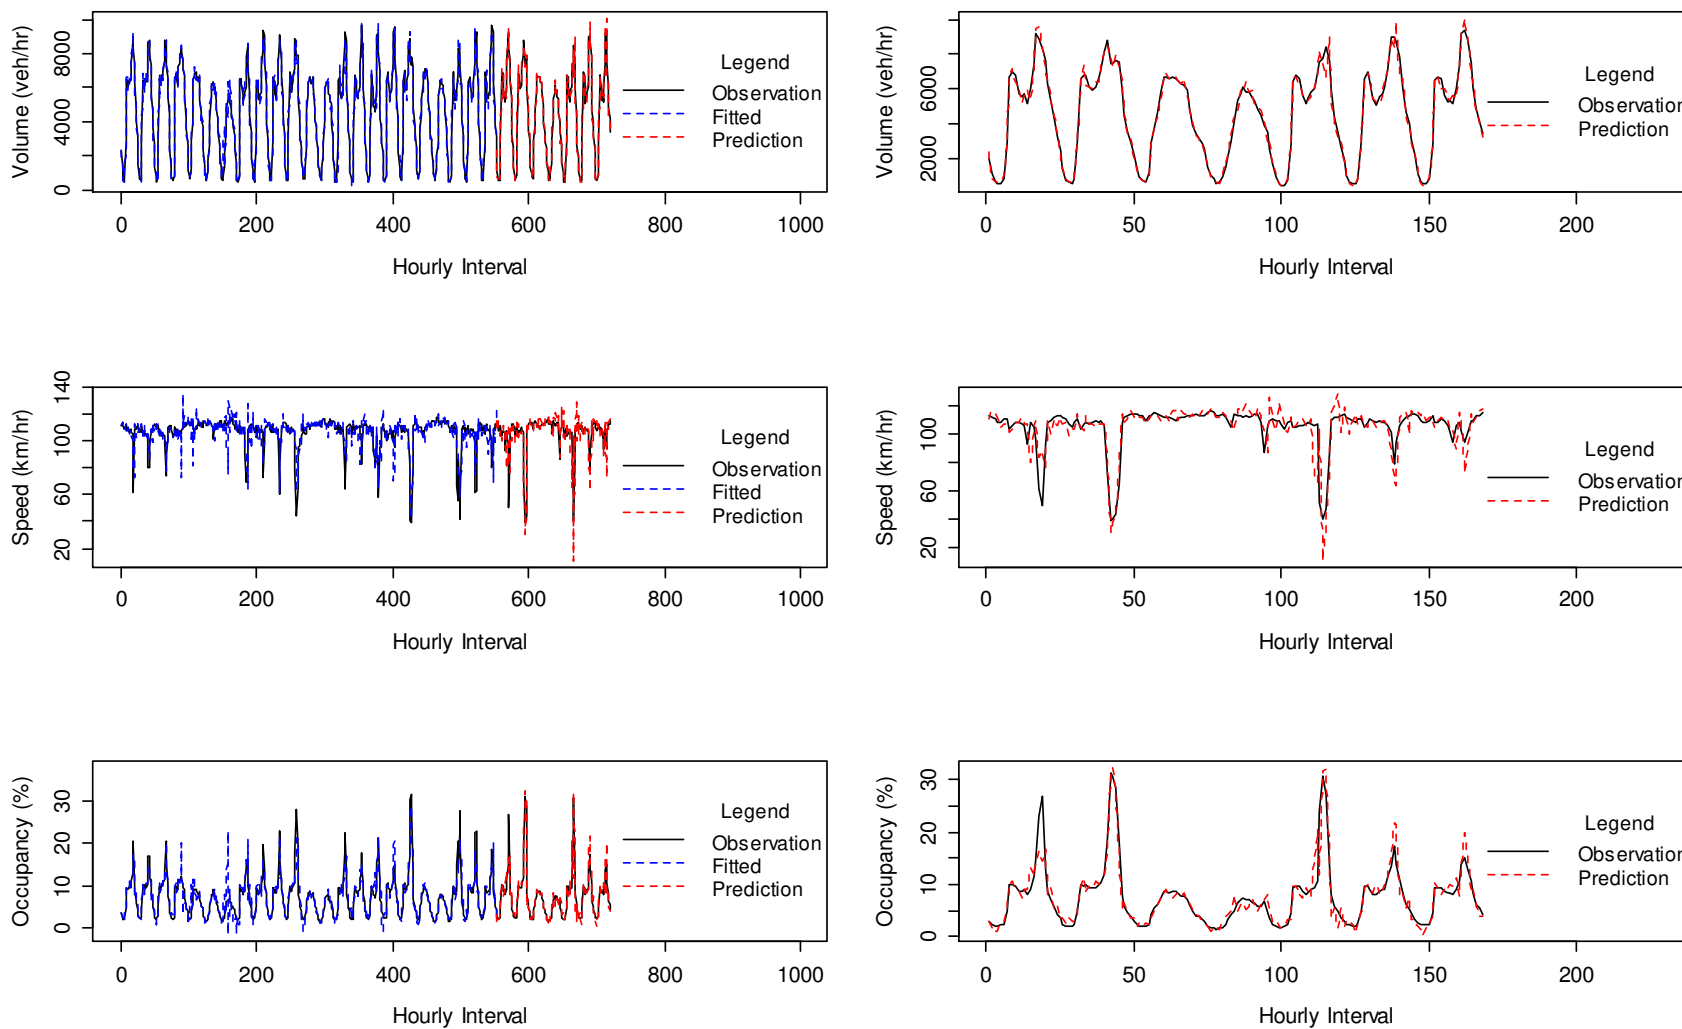 Volume (veh/hr)
0 4000 8000
Legend
Observation
Fitted
Prediction
0 200 400 600 800 1000
Hourly Interval
Volume (veh/hr)
2000 6000
Legend
Observation
Prediction
0 50 100 150 200
Hourly Interval
Speed (km/hr)
20 60 100 140
Legend
Observation
Fitted
Prediction
0 200 400 600 800 1000
Hourly Interval
Speed (km/hr)
20 60 100
Legend
Observation
Prediction
0 50 100 150 200
Hourly Interval
Occupancy (%)
0 10 20 30
Legend
Observation
Fitted
Prediction
0 200 400 600 800 1000
Hourly Interval
Occupancy (%)
0 10 20 30
Legend
Observation
Prediction
0 50 100 150 200
Hourly Interval